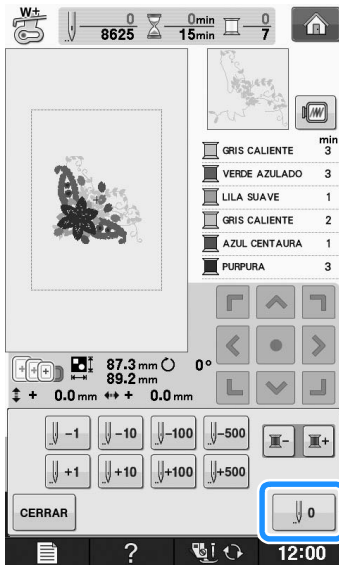 W+
0 0min 0
8625 15min 7
min
GRIS CALIENTE 3
VERDE AZULADO 3
LILA SUAVE 1
GRIS CALIENTE 2
AZUL CENTAURA 1
PURPURA 3
87.3 mm 0°
89.2 mm
+ 0.0 mm + 0.0 mm
-1 -10 -100 -500 - +
+1 +10 +100 +500
CERRAR 0
? 12:00